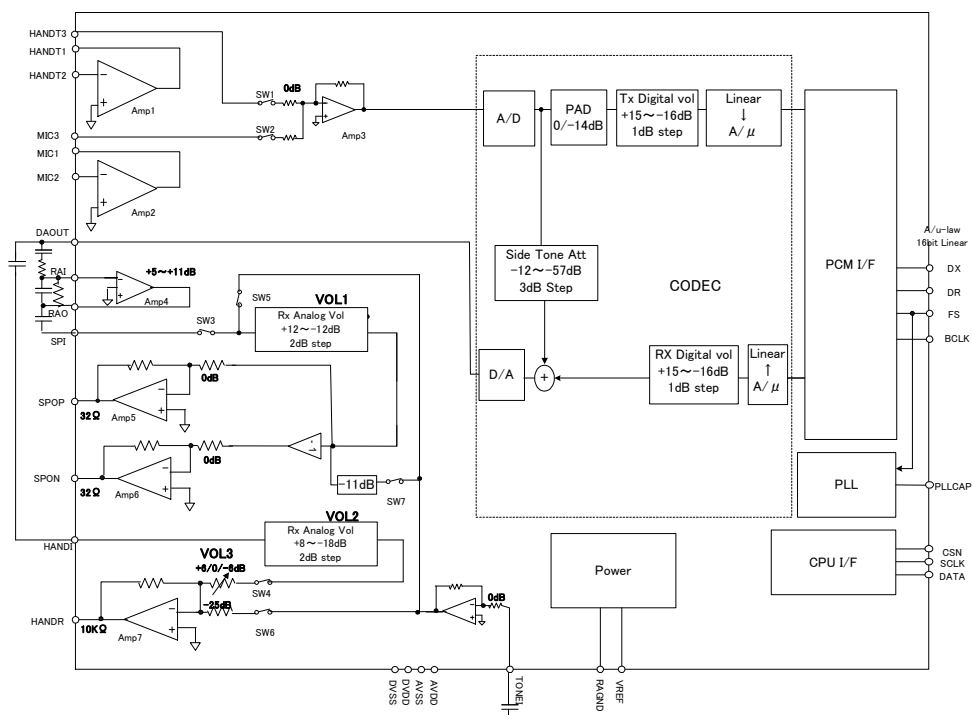 HANDT3
HANDT1
HANDT2
Amp1
SW1
0dB
SW2
Amp3
MIC3
MIC1
MIC2
Amp2
A/D
PAD
0/−14dB
Tx Digital vol
+15～−16dB
1dB step
Linear
↓
A/μ
DAOUT
RAI
RAO
SPI
+5～+11dB
Amp4
SW3
SW5
VOL1
Rx Analog Vol
+12～−12dB
2dB step
Side Tone Att
−12～−57dB
3dB Step
CODEC
PCM I/F
A/u-law
16bit Linear
DX
DR
FS
BCLK
D/A
+
RX Digital vol
+15～−16dB
1dB step
Linear
↑
A/μ
SPOP
32Ω
Amp5
0dB
SPON
32Ω
Amp6
0dB
-1
−11dB
SW7
PLL
PLLCAP
HANDI
VOL2
Rx Analog Vol
+8～−18dB
2dB step
VOL3
+6/0/−6dB
SW4
−25dB
SW6
HANDR
10KΩ
Amp7
0dB
Power
CPU I/F
CSN
SCLK
DATA
DVSS
DVDD
AVSS
AVDD
TONEI
RAGND
VREF